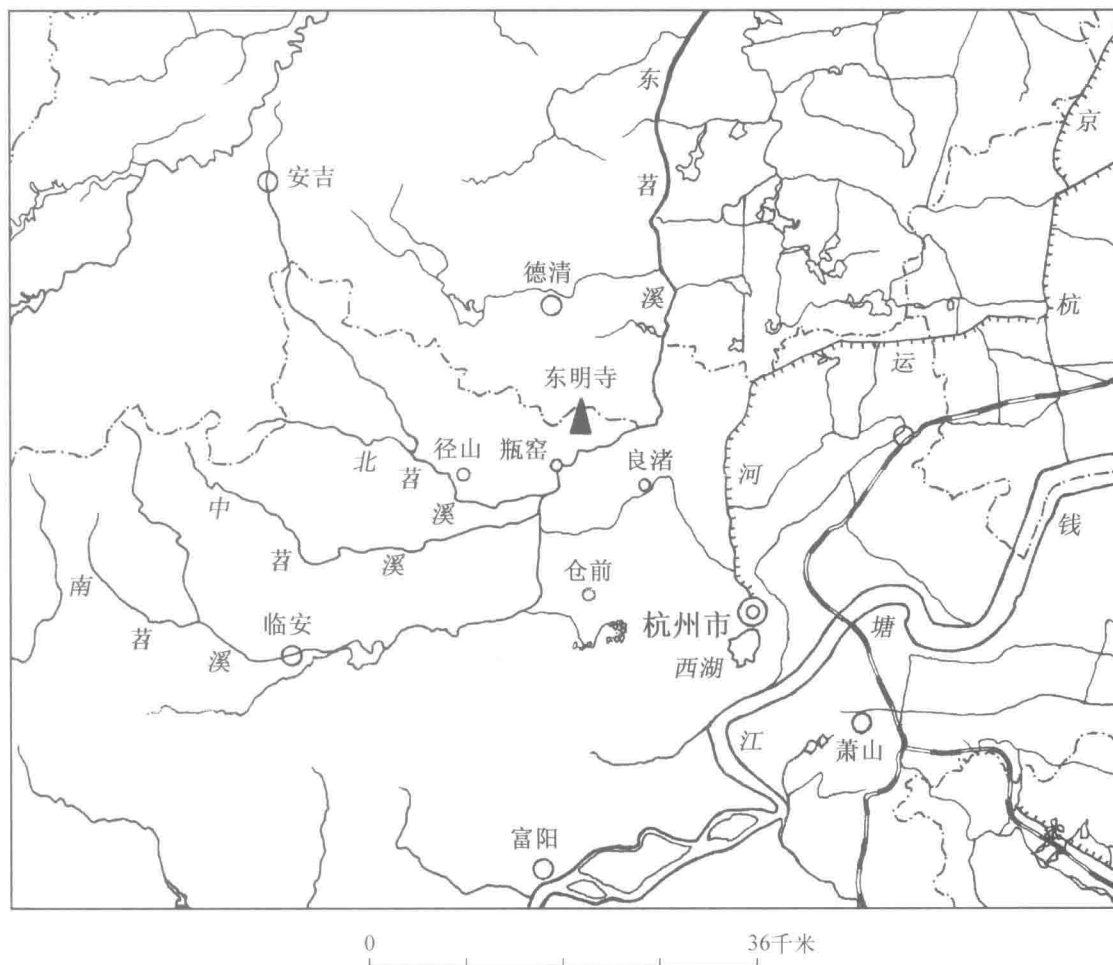 东
京
苕
安吉
德清
溪
杭
运
东明寺
径山
瓶窑
良渚
北
苕
溪
河
中
苕
溪
钱
南
苕
溪
仓前
临安
杭州市
西湖
塘
江
萧山
富阳
0
36千米